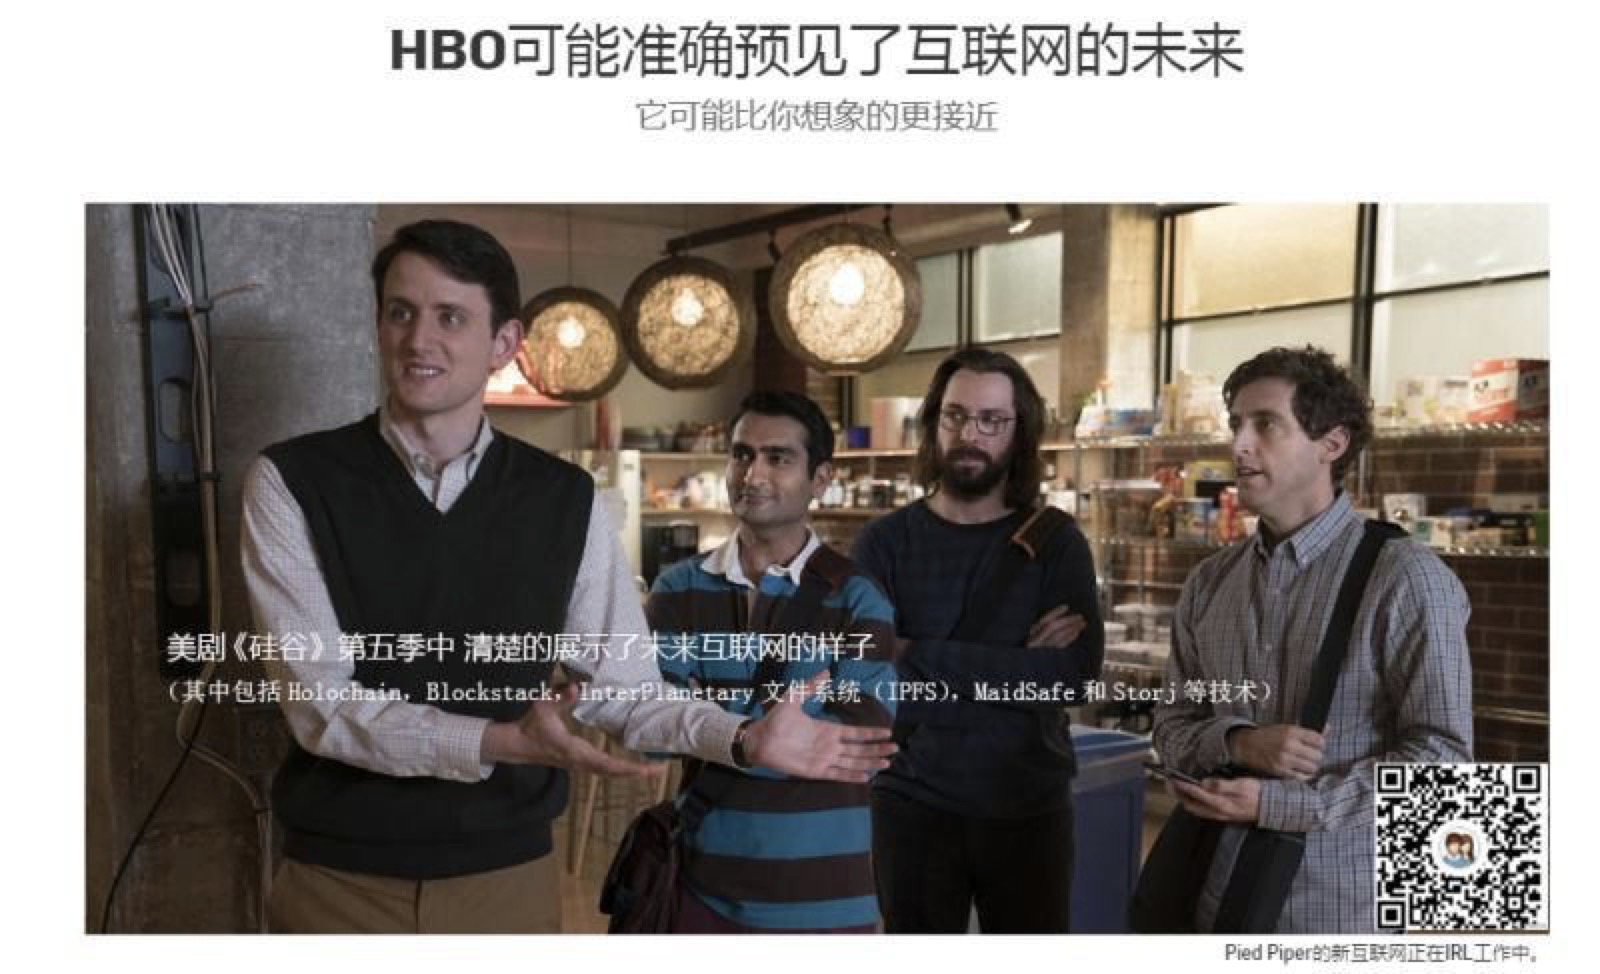 HBO可能准确预见了互联网的未来
它可能比你想象的更接近
美剧《硅谷》第五季中 清楚的展示了未来互联网的样子
（其中包括 Holochain，Blockstack，InterPlanetary 文件系统（IPFS），MaidSafe 和 Storj 等技术）
Pied Piper的新互联网正在IRL工作中。